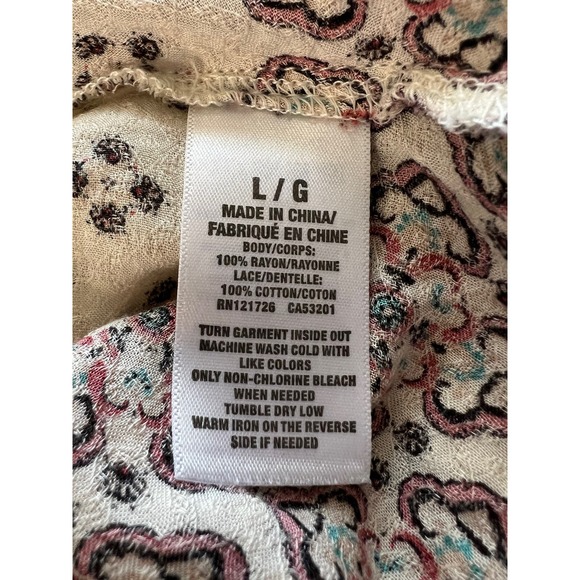 L / G
MADE IN CHINA/
FABRIQUÉ EN CHINE
BODY/CORPS:
100% RAYON/RAYONNE
LACE/DENTELLE:
100% COTTON/COTON
RN121726 CA53201
TURN GARMENT INSIDE OUT
MACHINE WASH COLD WITH
LIKE COLORS
ONLY NON-CHLORINE BLEACH
WHEN NEEDED
TUMBLE DRY LOW
WARM IRON ON THE REVERSE
SIDE IF NEEDED